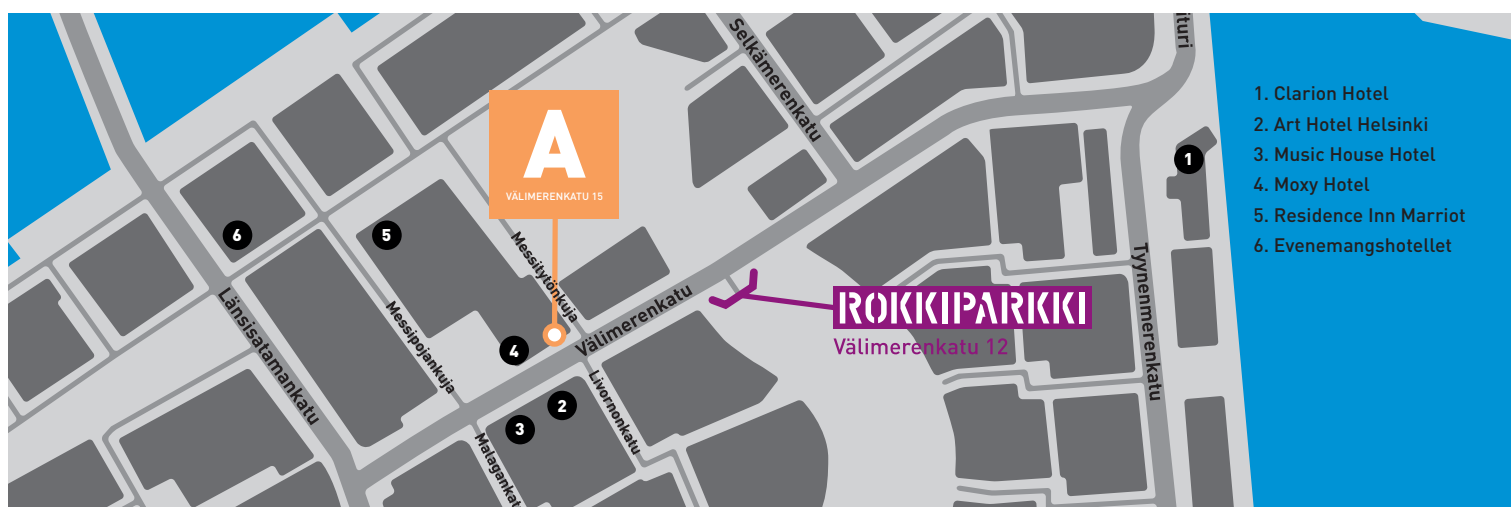 ituri
Selkämerenkatu
A
VÄLIMERENKATU 15
1. Clarion Hotel
2. Art Hotel Helsinki
3. Music House Hotel
4. Moxy Hotel
5. Residence Inn Marriot
6. Evenemangshotellet
1
6
5
Messitytönkuja
Länsisatamankatu
Messipojankuja
Välimerenkatu
ROKKIPARKKI
Välimerenkatu 12
Tyynenmerenkatu
4
2
3
Livornonkatu
Malagankat